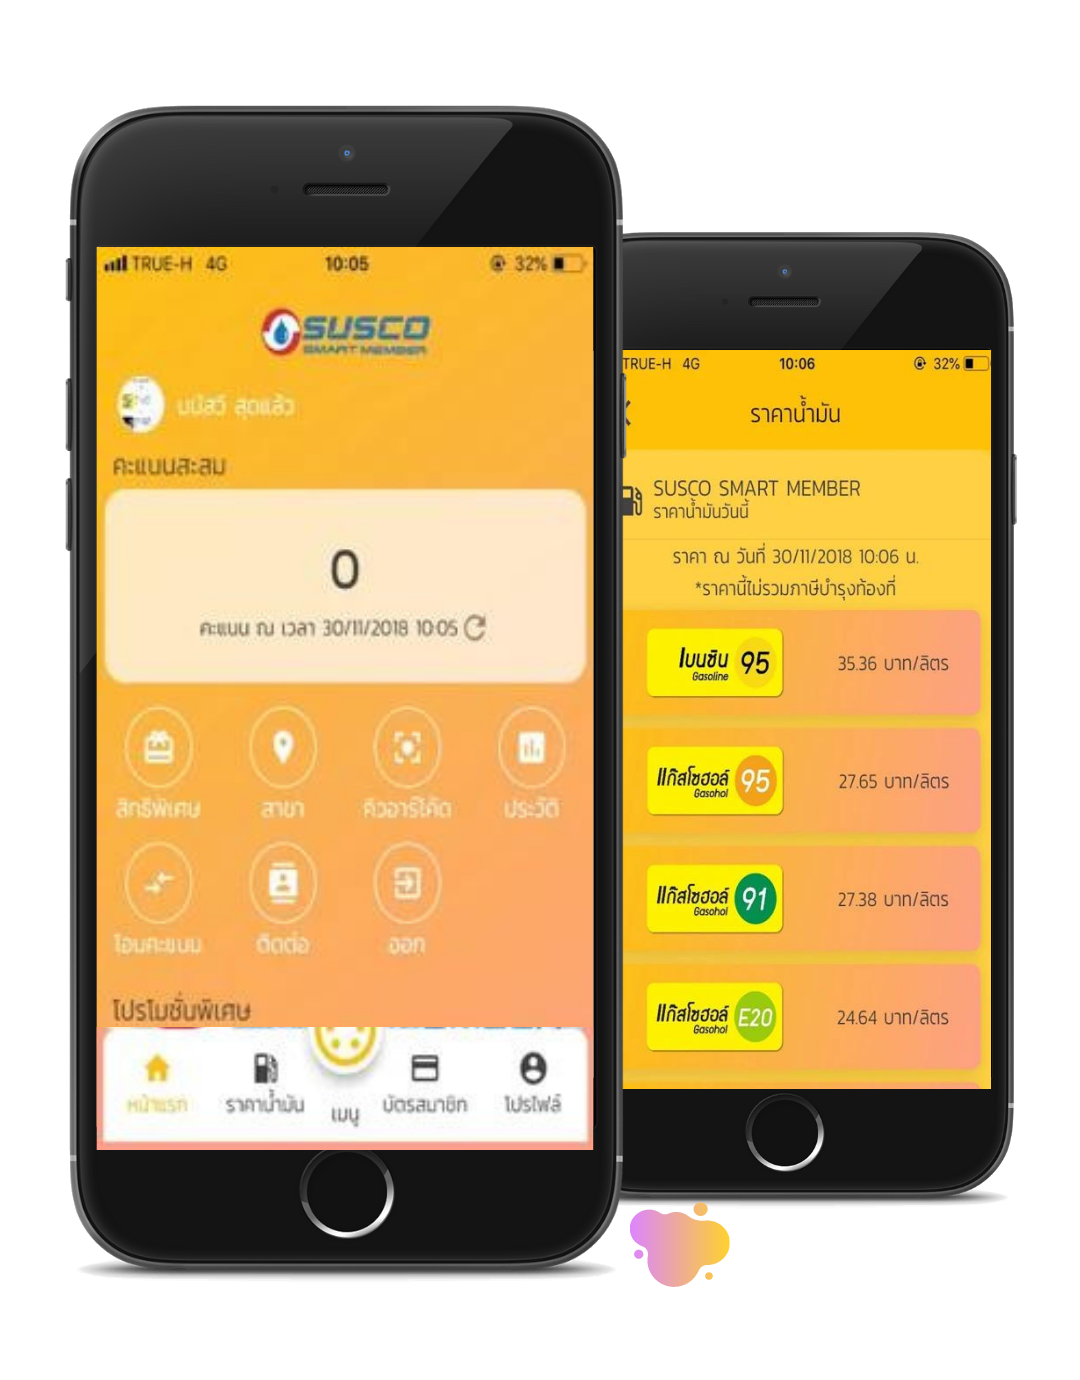 TRUE-H 4G 10:05 32%
SUSCO
SMART MEMBER
นปัสวี สุดแล้ว
คะแนนสะสม
0
คะแนน ณ เวลา 30/11/2018 10:05
สิทธิพิเศษ สาขา คิวอาร์โค้ด ประวัติ
โอนคะแนน ติดต่อ ออก
โปรโมชั่นพิเศษ
หน้าแรก ราคาน้ำมัน เมนู บัตรสมาชิก โปรไฟล์
TRUE-H 4G 10:06 32%
ราคาน้ำมัน
SUSCO SMART MEMBER
ราคาน้ำมันวันนี้
ราคา ณ วันที่ 30/11/2018 10:06 น.
*ราคานี้ไม่รวมภาษีบำรุงท้องที่
เบนซิน 95 35.36 บาท/ลิตร
Gasoline
แก๊สโซฮอล์ 95 27.65 บาท/ลิตร
Gasohol
แก๊สโซฮอล์ 91 27.38 บาท/ลิตร
Gasohol
แก๊สโซฮอล์ E20 24.64 บาท/ลิตร
Gasohol